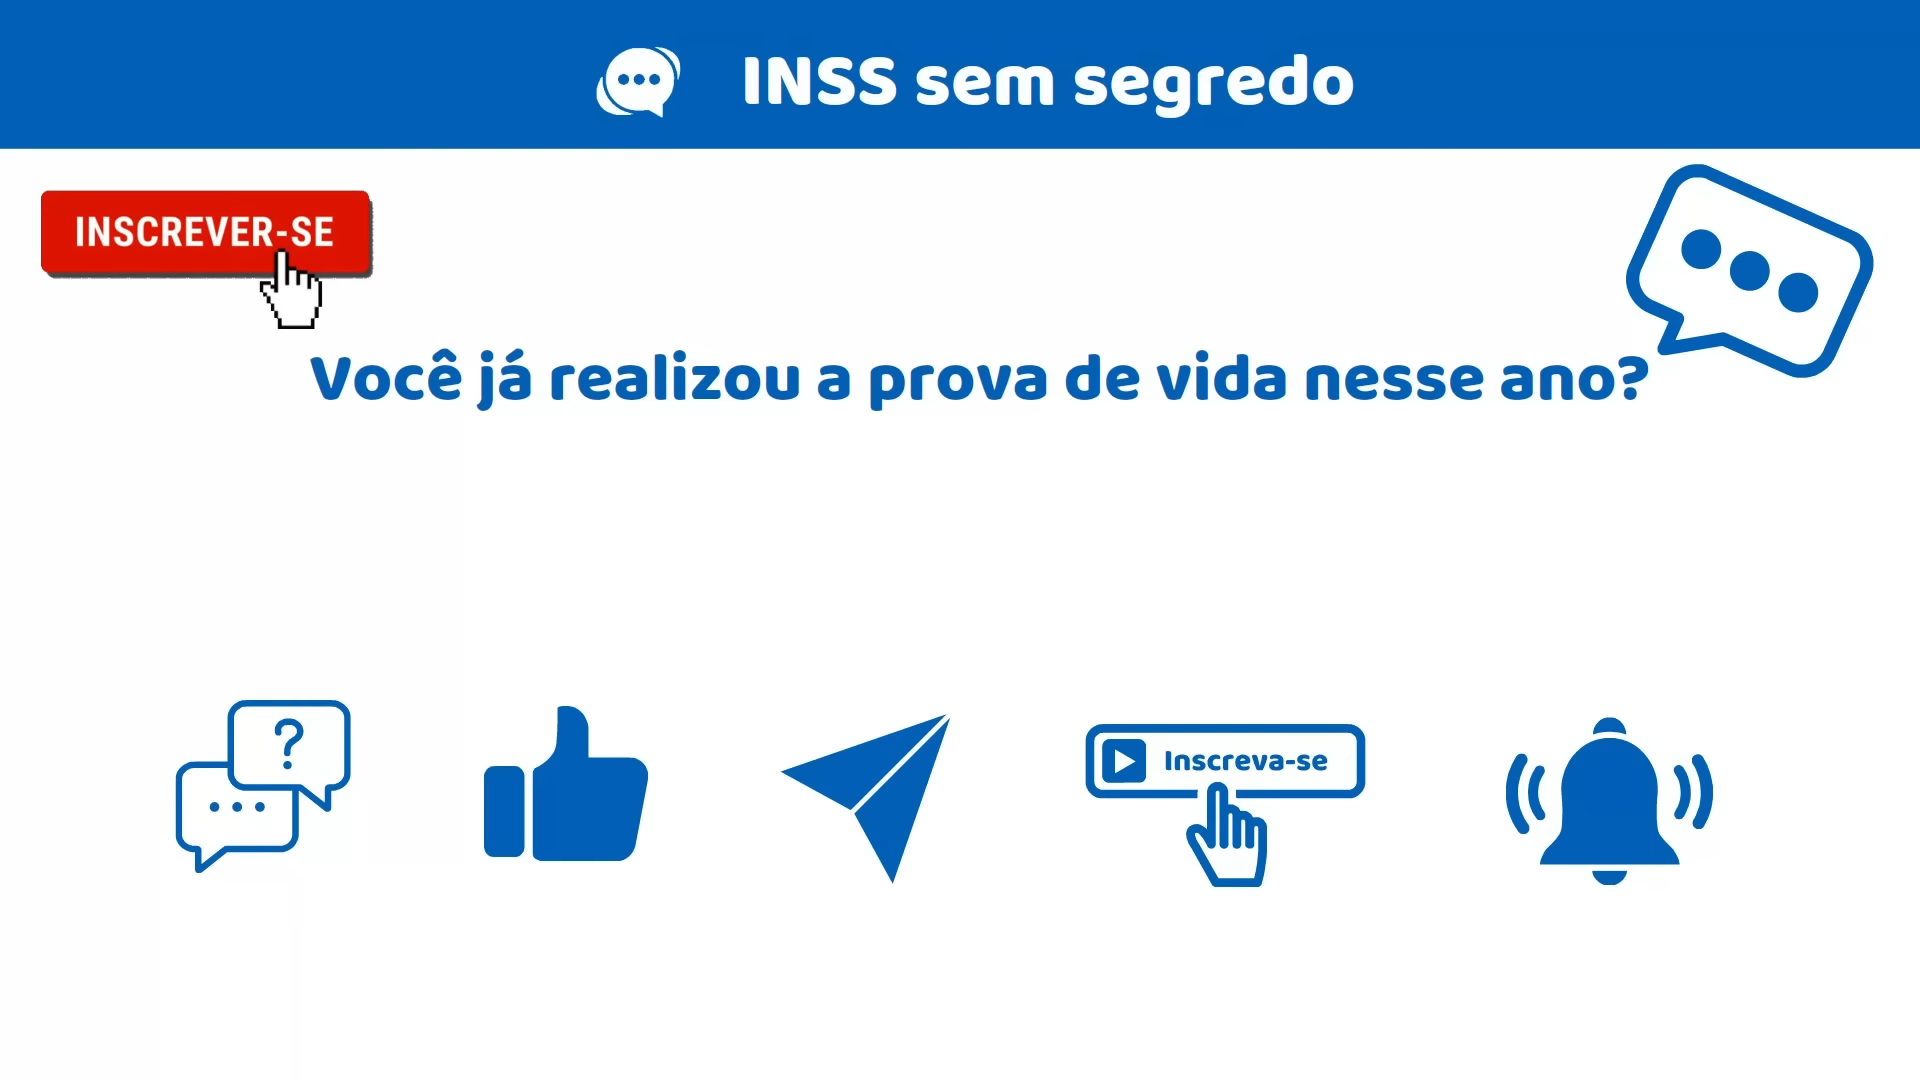 INSS sem segredo
INSCREVER-SE
Você já realizou a prova de vida nesse ano?
?
Inscreva-se